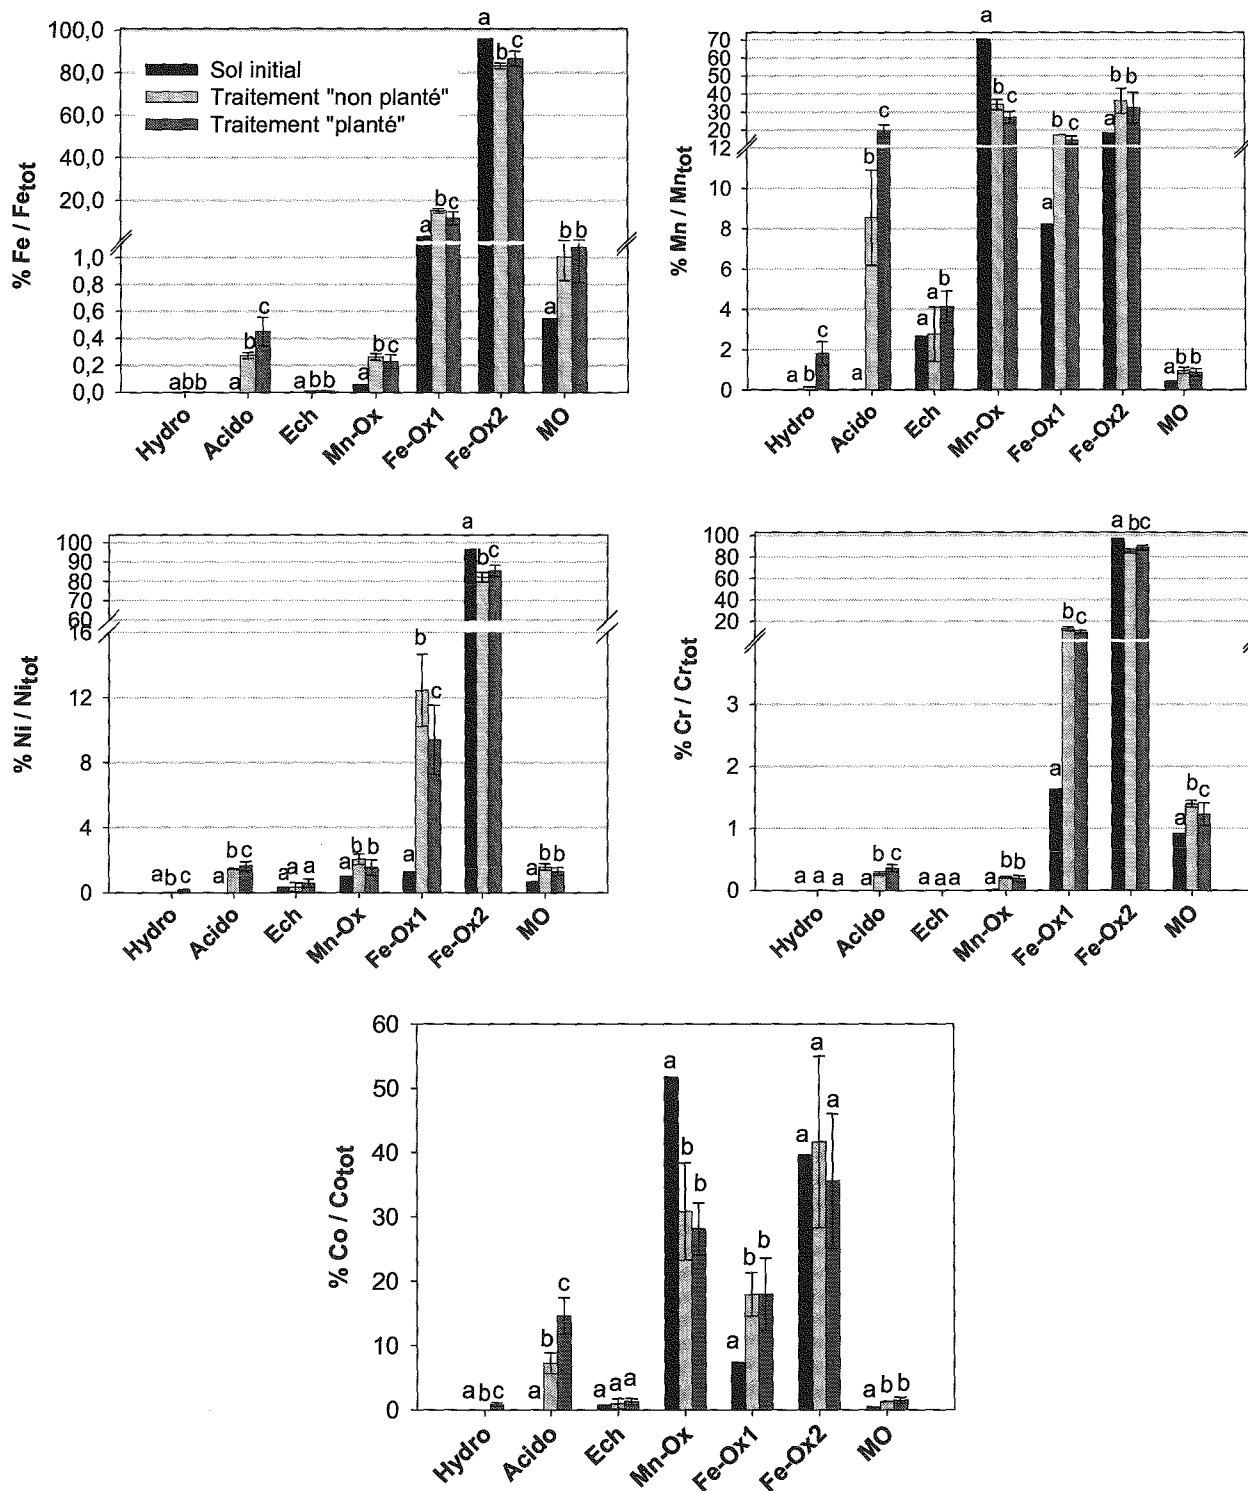 % Fe / Fetot
100,0
80,0
60,0
40,0
20,0
1,0
0,8
0,6
0,4
0,2
0,0
Sol initial
Traitement "non planté"
Traitement "planté"
a b b
a b c
a b b
a b c
a b c
a b c
a b b
Hydro
Acido
Ech
Mn-Ox
Fe-Ox1
Fe-Ox2
MO
% Mn / Mntot
70
60
50
40
30
20
12
10
8
6
4
2
0
a b c
a b c
a a b
a b c
a b c
a b b
a b b
Hydro
Acido
Ech
Mn-Ox
Fe-Ox1
Fe-Ox2
MO
% Ni / Nitot
100
90
80
70
60
16
12
8
4
0
a b c
a b c
a a a
a b b
a b c
a b c
a b b
Hydro
Acido
Ech
Mn-Ox
Fe-Ox1
Fe-Ox2
MO
% Cr / Crtot
100
80
60
40
20
3
2
1
0
a a a
a b c
a a a
a b b
a b c
a b c
a b c
Hydro
Acido
Ech
Mn-Ox
Fe-Ox1
Fe-Ox2
MO
% Co / Cotot
60
50
40
30
20
10
0
a b c
a b c
a a a
a b b
a b b
a a a
a b b
Hydro
Acido
Ech
Mn-Ox
Fe-Ox1
Fe-Ox2
MO